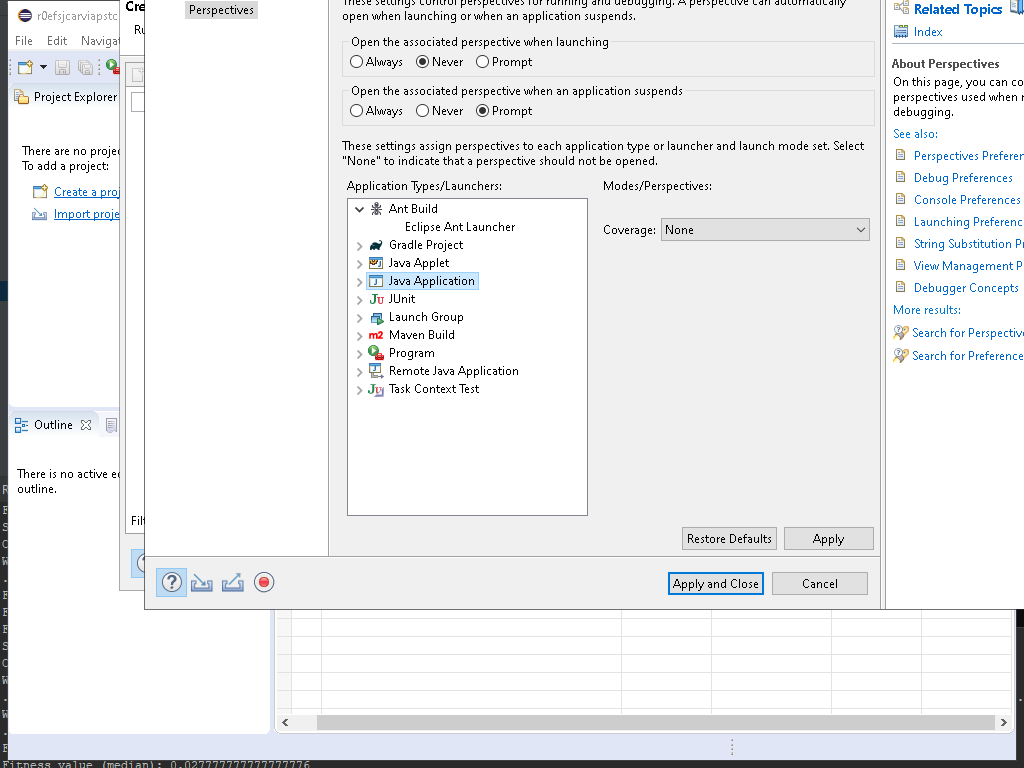 r0efsjcarviapstc
Cre
Perspectives
These settings control perspectives for running and debugging. A perspective can automatically
open when launching or when an application suspends.
Related Topics
File Edit Navigat
Ru
Index
Open the associated perspective when launching
Always Never Prompt
About Perspectives
On this page, you can co
perspectives used when r
debugging.
Project Explorer
Open the associated perspective when an application suspends
Always Never Prompt
See also:
Perspectives Preferen
Debug Preferences
Console Preferences
Launching Preferenc
String Substitution Pr
View Management P
Debugger Concepts
More results:
Search for Perspective
Search for Preference
There are no projec
To add a project:
Create a proj
Import proje
These settings assign perspectives to each application type or launcher and launch mode set. Select
"None" to indicate that a perspective should not be opened.
Application Types/Launchers:
Modes/Perspectives:
Ant Build
Eclipse Ant Launcher
Gradle Project
Java Applet
Java Application
JUnit
Launch Group
Maven Build
Program
Remote Java Application
Task Context Test
Coverage: None
Outline
There is no active ed
outline.
Filt
Restore Defaults Apply
Apply and Close Cancel
Fitness value (median): 0.027777777777777776